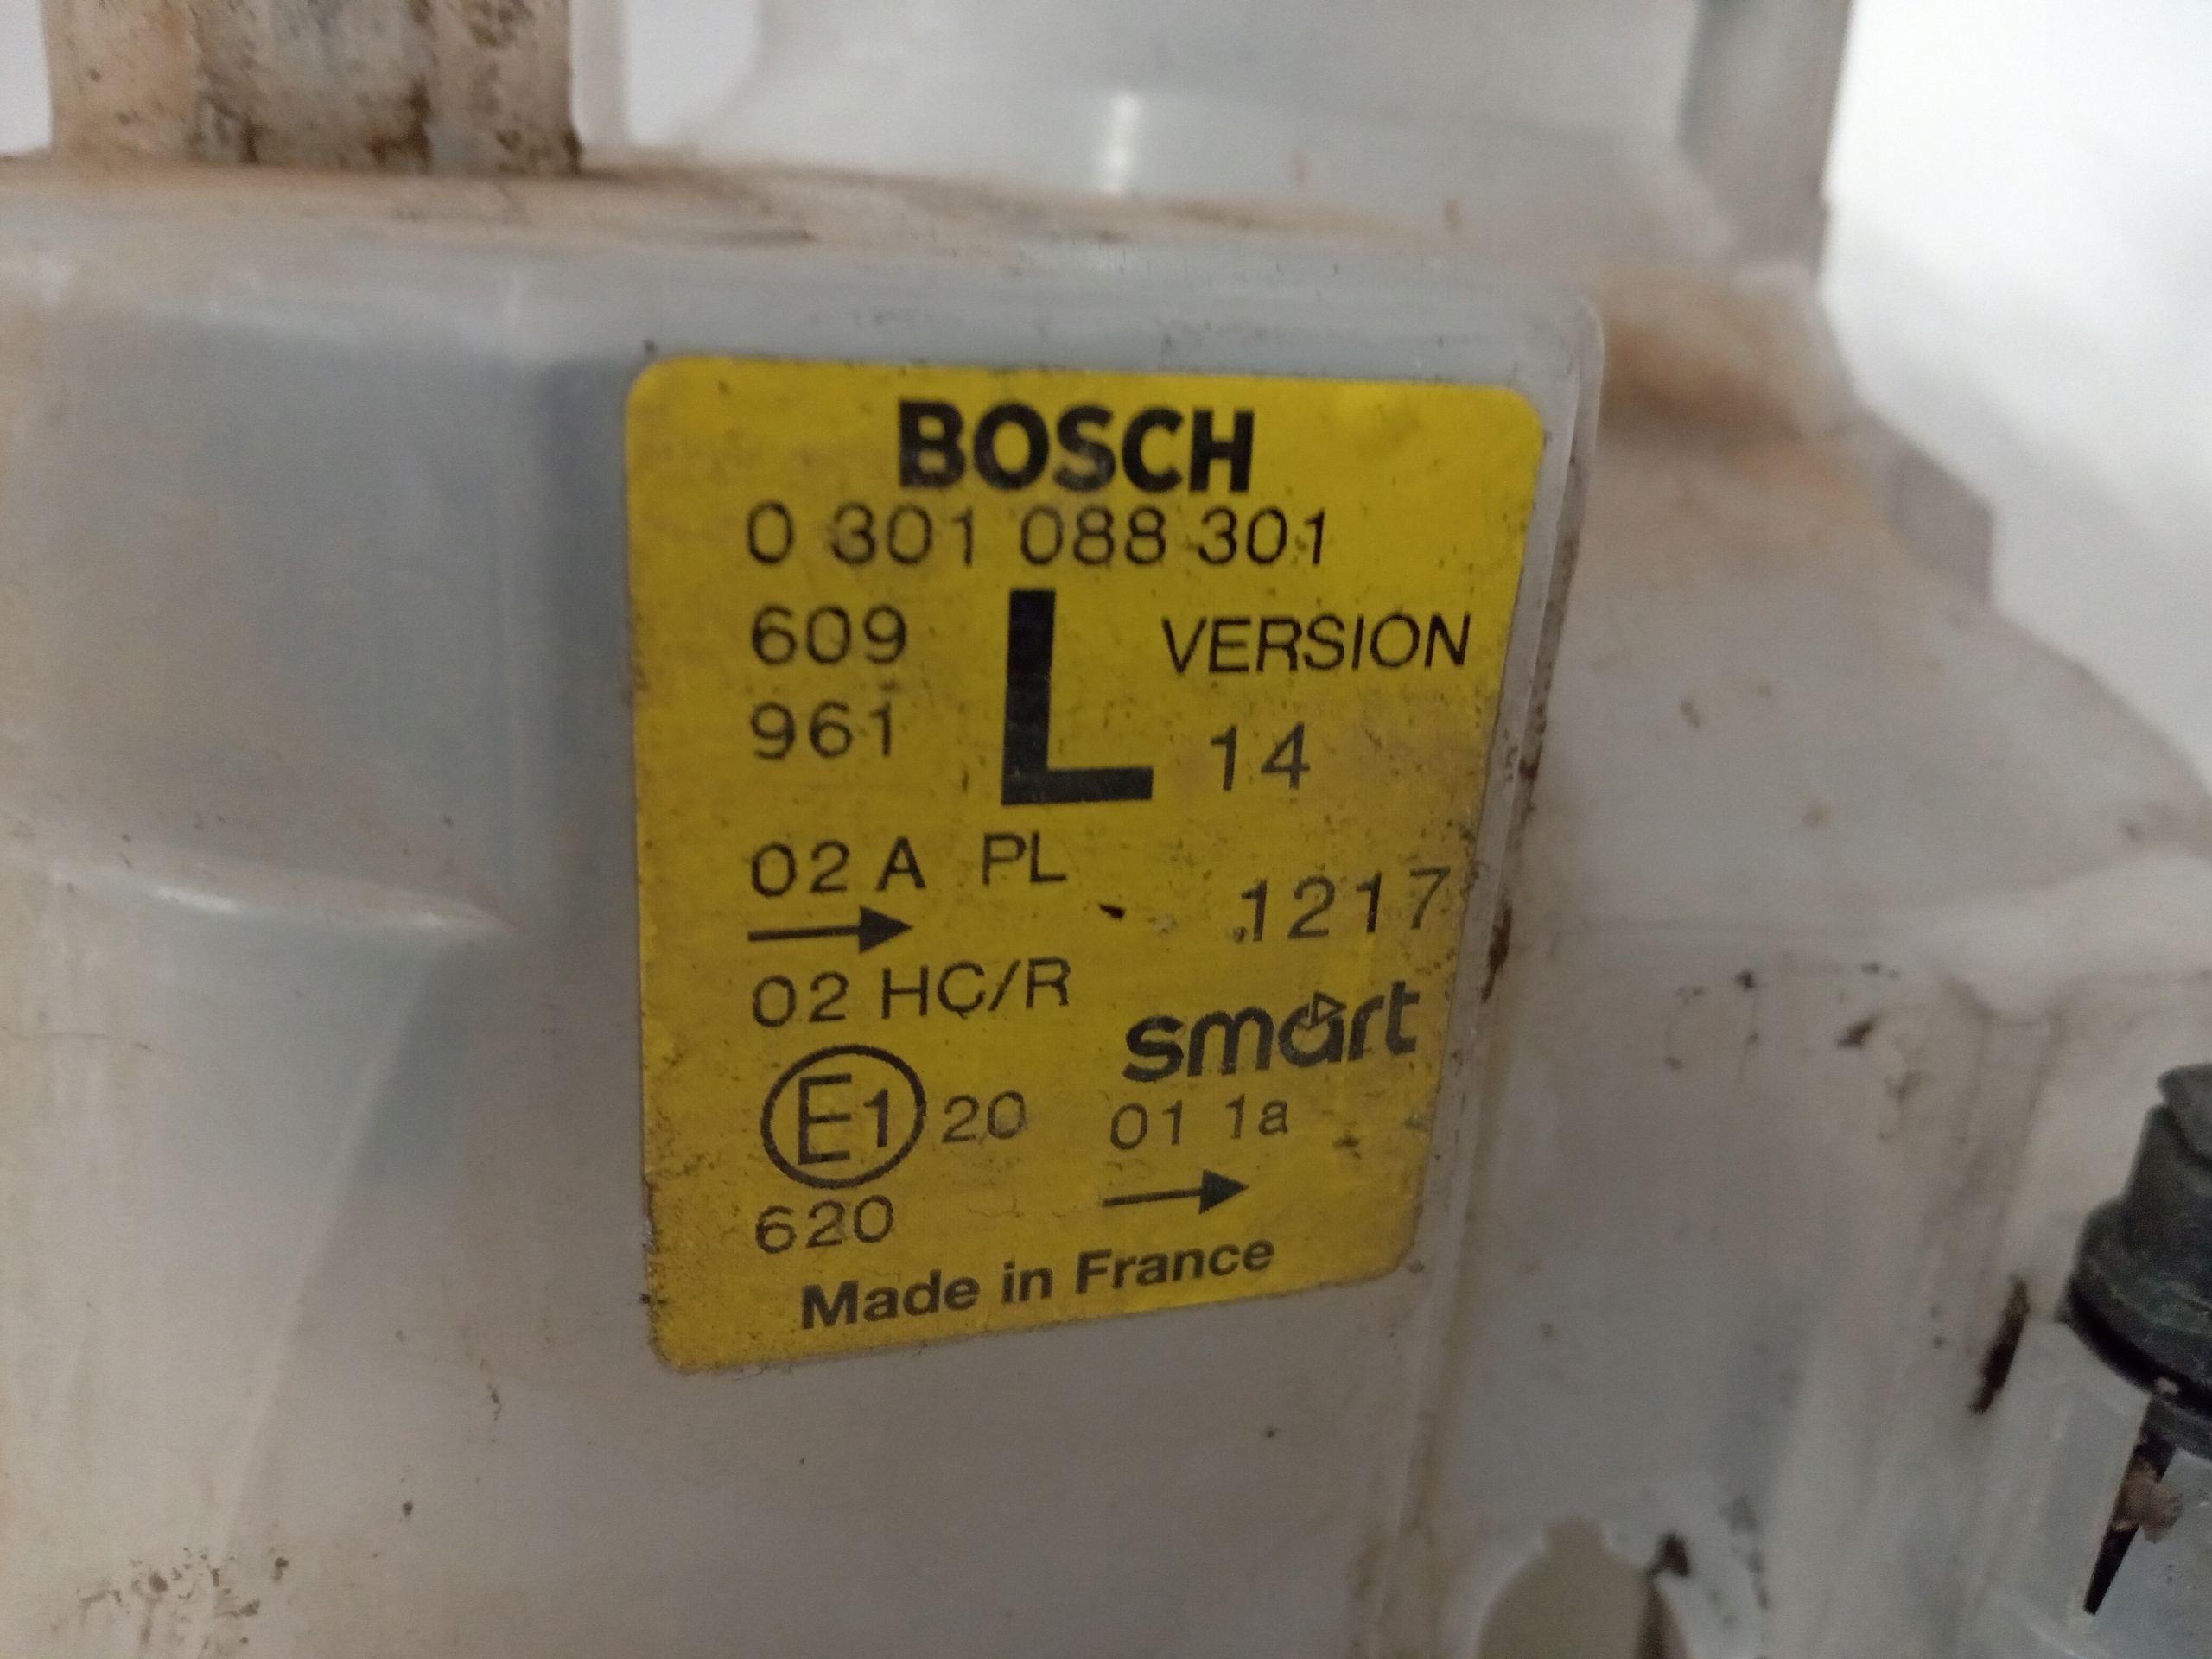 BOSCH
0 301 088 301
609 L VERSION
961 14
02 A PL
→ 1217
02 HC/R
smart
E1 20 01 1a
620 →
Made in France